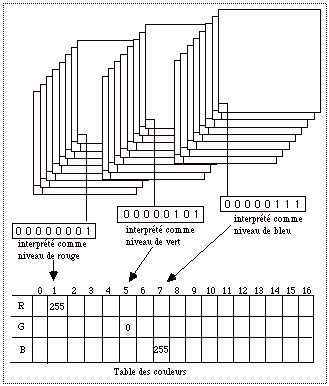 0 0 0 0 0 0 0 1
interprété comme
niveau de rouge
0 0 0 0 0 1 0 1
interprété comme
niveau de vert
0 0 0 0 0 1 1 1
interprété comme
niveau de bleu
0 1 2 3 4 5 6 7 8 9 10 11 12 13 14 15 16
R 255
G 0
B 255
Table des couleurs